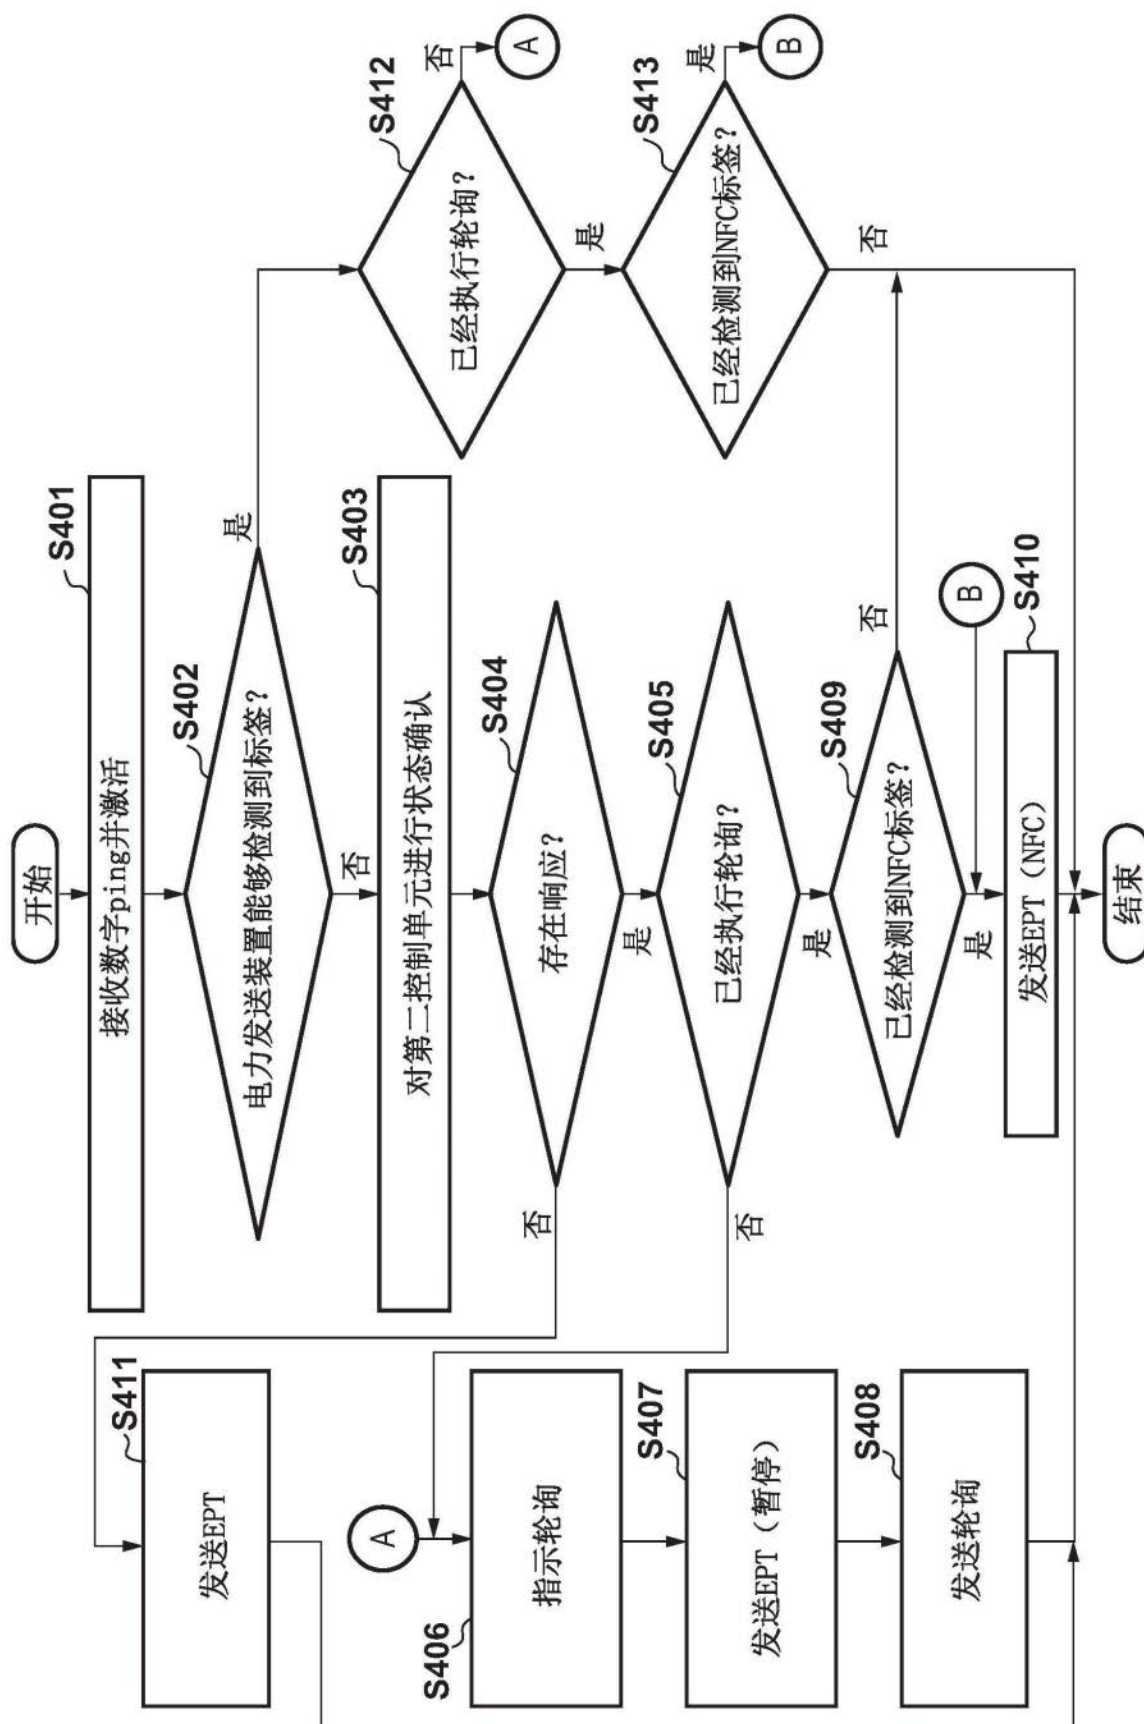 开始
S401
接收数字ping并激活
S402
电力发送装置能够检测到标签？
是
否
S412
已经执行轮询？
否
A
是
S403
对第二控制单元进行状态确认
S413
已经检测到NFC标签？
是
B
否
S404
存在响应？
否
是
S411
发送EPT
S405
已经执行轮询？
否
是
A
S406
指示轮询
S409
已经检测到NFC标签？
否
是
S407
发送EPT（暂停）
B
S410
发送EPT（NFC）
S408
发送轮询
结束